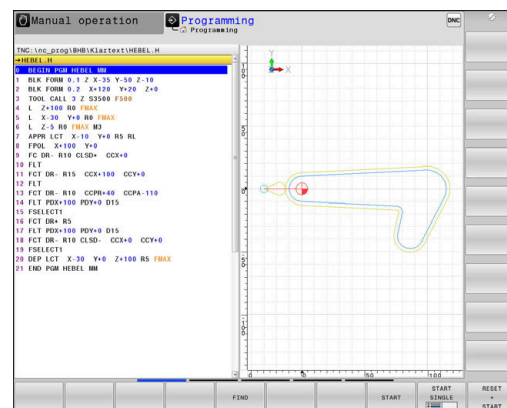 Manual operation
Programming
Programming
DNC
TNC:\nc_prog\BHB\Klartext\HEBEL.H
→HEBEL.H
0 BEGIN PGM HEBEL MM
1 BLK FORM 0.1 Z X-35 Y-50 Z-10
2 BLK FORM 0.2 X+120 Y+20 Z+0
3 TOOL CALL 3 Z S3500 F500
4 L Z+100 R0 FMAX
5 L X-30 Y+0 R0 FMAX
6 L Z-5 R0 FMAX M3
7 APPR LCT X-10 Y+0 R5 RL
8 FPOL X+100 Y+0
9 FC DR- R10 CLSD+ CCX+0
10 FLT
11 FCT DR- R15 CCX+100 CCY+0
12 FLT
13 FCT DR- R10 CCPR+40 CCPA-110
14 FLT PDX+100 PDY+0 D15
15 FSELECT1
16 FCT DR+ R5
17 FLT PDX+100 PDY+0 D15
18 FCT DR- R10 CLSD- CCX+0 CCY+0
19 FSELECT1
20 DEP LCT X-30 Y+0 Z+100 R5 FMAX
21 END PGM HEBEL MM
Y
X
0
50
100
FIND
START
START
SINGLE
RESET
+
START